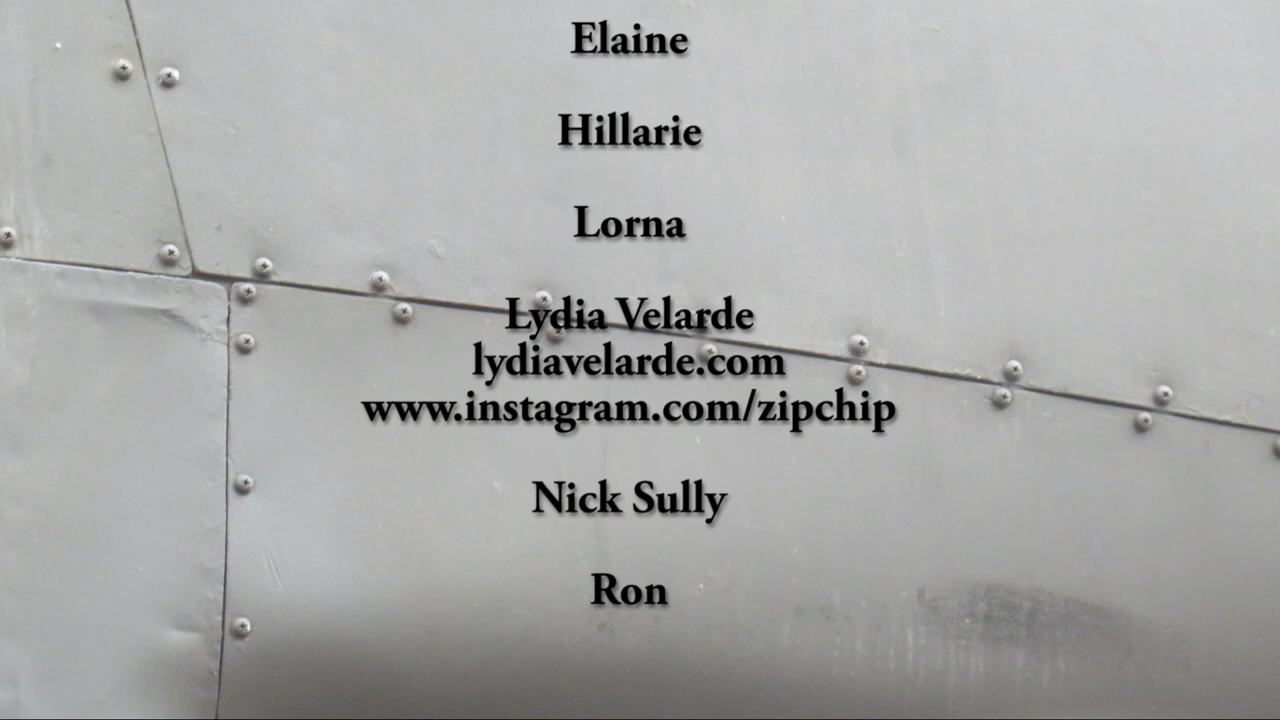 Elaine
Hillarie
Lorna
Lydia Velarde
lydiavelarde.com
www.instagram.com/zipchip
Nick Sully
Ron